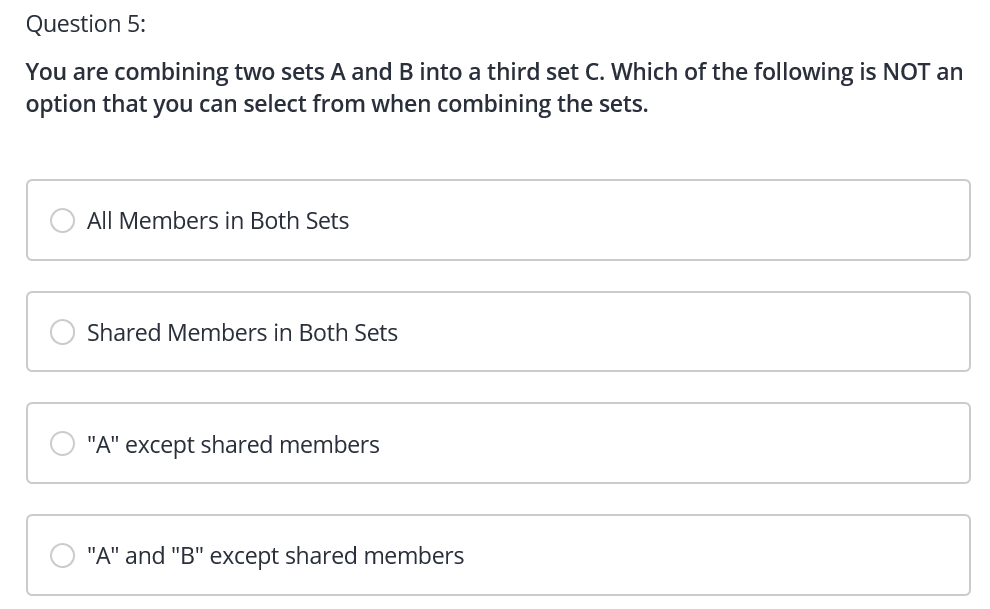 Question 5:
You are combining two sets A and B into a third set C. Which of the following is NOT an
option that you can select from when combining the sets.
All Members in Both Sets
Shared Members in Both Sets
"A" except shared members
"A" and "B" except shared members